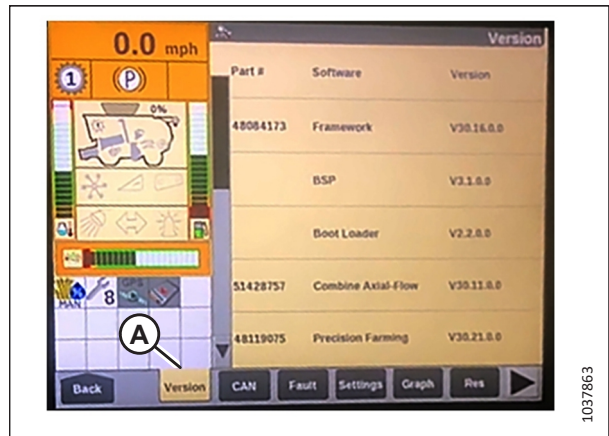 0.0 mph
Version
1
P
0%
Part # Software Version
48084173 Framework V30.16.0.0
BSP V3.1.0.0
Boot Loader V2.2.0.0
51428757 Combine Axial-Flow V30.11.0.0
48119075 Precision Farming V30.21.0.0
MAN
8
GPS
A
Back Version CAN Fault Settings Graph Res
1037863